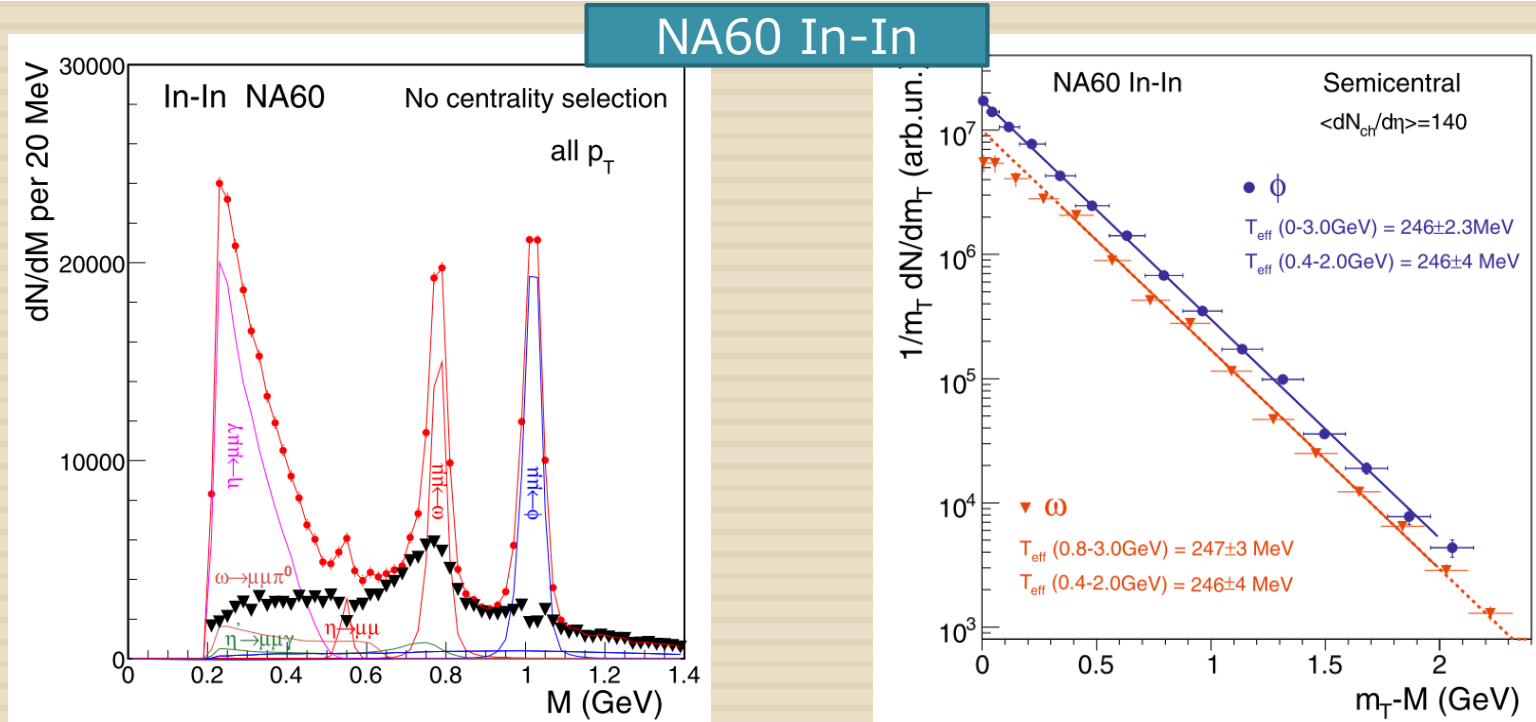 NA60 In-In
30000
20000
10000
0
dN/dM per 20 MeV
In-In NA60
No centrality selection
all p_T
η→μμγ
ω→μμ
φ→μμ
ω→μμπ⁰
η'→μμγ
η→μμ
0 0.2 0.4 0.6 0.8 1 1.2 1.4
M (GeV)
1/m_T dN/dm_T (arb.un.)
10⁷
10⁶
10⁵
10⁴
10³
NA60 In-In
Semicentral
<dN_ch/dη>=140
ϕ
T_eff (0-3.0GeV) = 246±2.3MeV
T_eff (0.4-2.0GeV) = 246±4 MeV
ω
T_eff (0.8-3.0GeV) = 247±3 MeV
T_eff (0.4-2.0GeV) = 246±4 MeV
0 0.5 1 1.5 2
m_T-M (GeV)